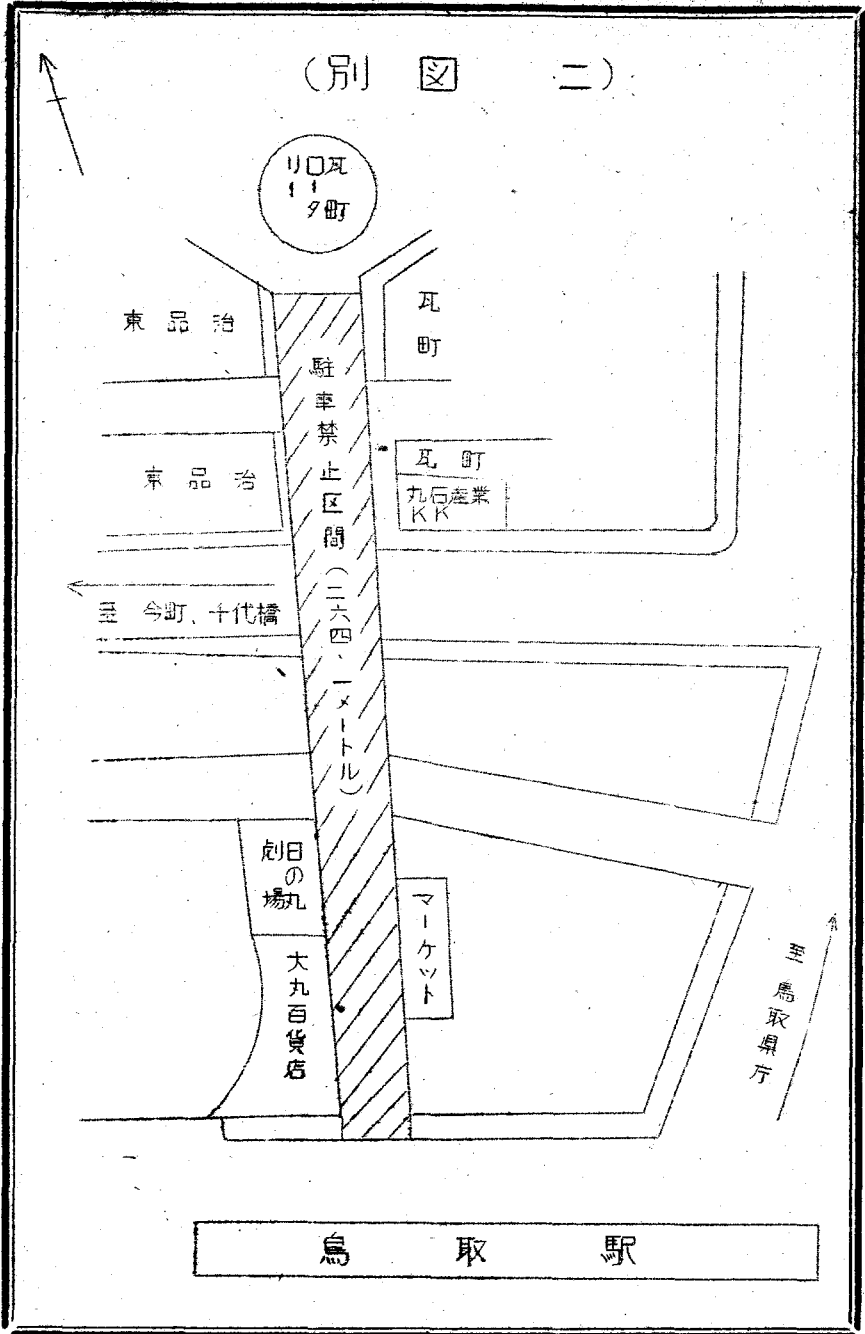 (別図 二)
瓦町
ロータ
リー
東品治
瓦町
駐車禁止区間(二六四、一メートル)
東品治
瓦町
丸石産業
KK
至 今町、千代橋
日の丸
劇場
マーケット
大丸百貨店
至鳥取県庁
鳥取駅